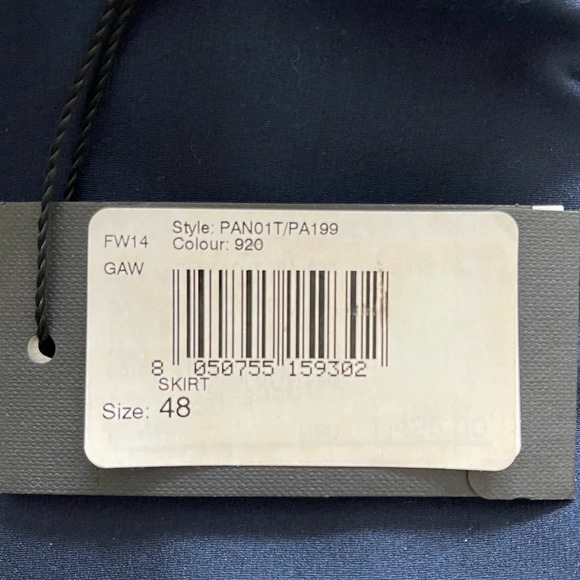 Style: PAN01T/PA199
FW14 Colour: 920
GAW
8 050755 159302
SKIRT
Size: 48